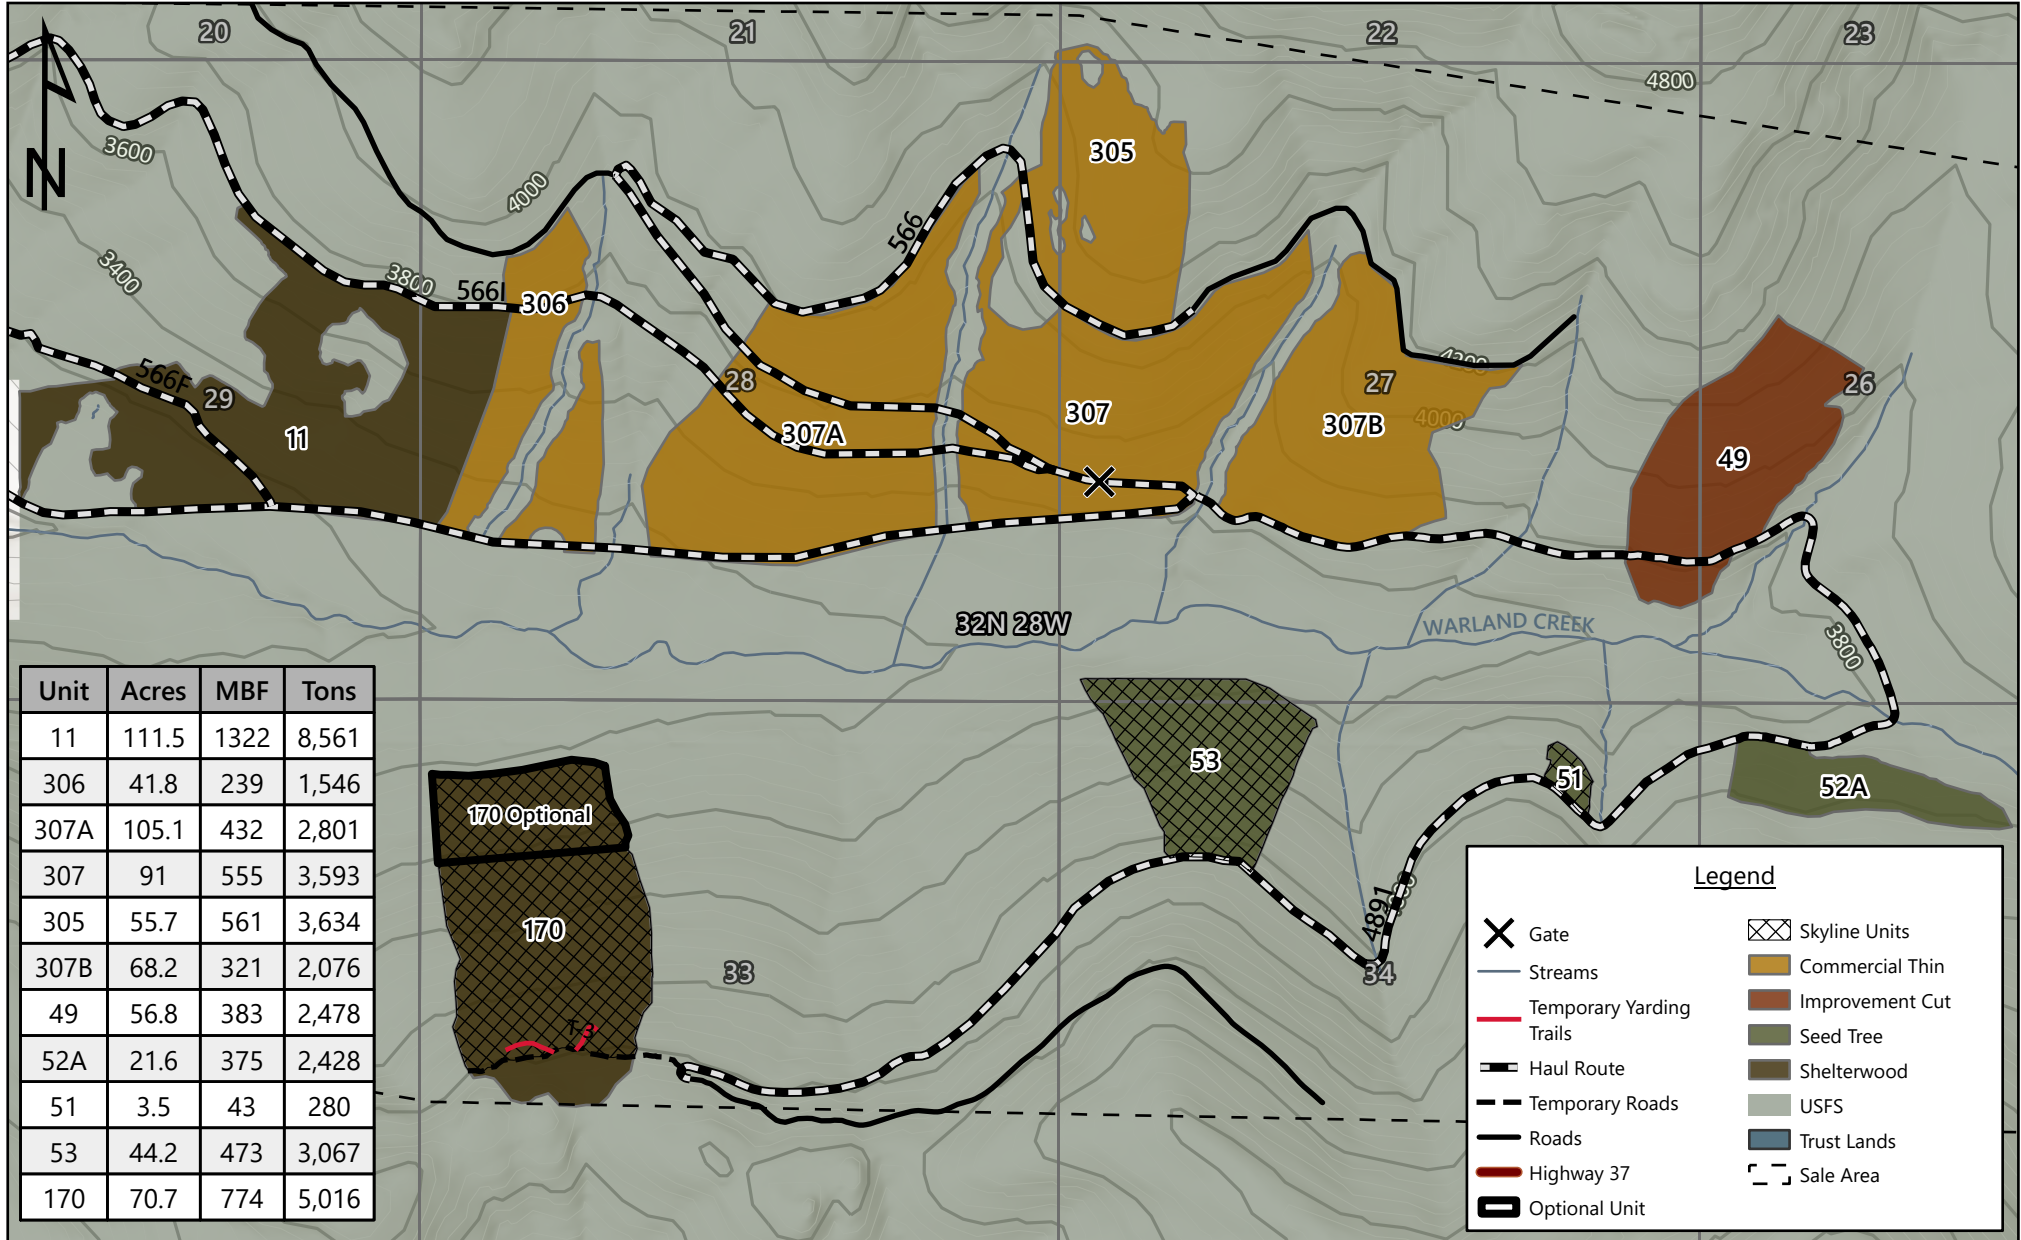 20
21
22
23
4800
3600
305
4000
N
566
3400
3800
566I
306
4200
566F
29
28
27
26
4000
307
307A
307B
11
49
32N 28W
WARLAND CREEK
3800
Unit Acres MBF Tons
11 111.5 1322 8,561
306 41.8 239 1,546
307A 105.1 432 2,801
307 91 555 3,593
305 55.7 561 3,634
307B 68.2 321 2,076
49 56.8 383 2,478
52A 21.6 375 2,428
51 3.5 43 280
53 44.2 473 3,067
170 70.7 774 5,016
53
51
52A
170 Optional
170
4891
33
34
T-3
Legend
Gate
Streams
Temporary Yarding
Trails
Haul Route
Temporary Roads
Roads
Highway 37
Optional Unit
Skyline Units
Commercial Thin
Improvement Cut
Seed Tree
Shelterwood
USFS
Trust Lands
Sale Area